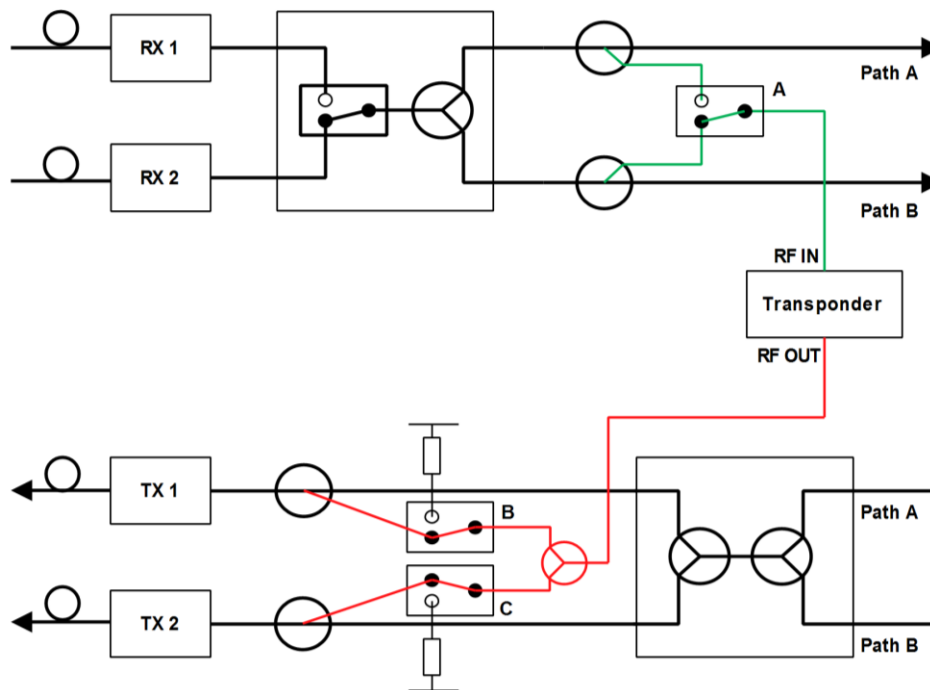 RX 1
Path A
A
RX 2
Path B
RF IN
Transponder
RF OUT
TX 1
B
Path A
TX 2
C
Path B